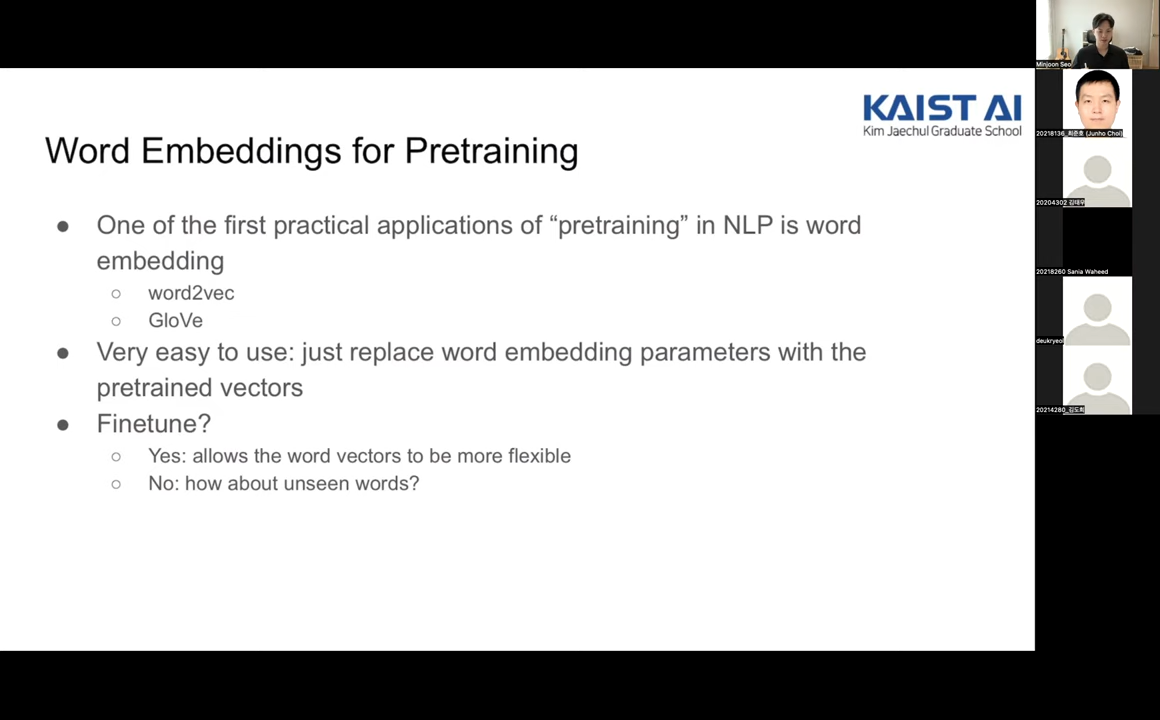 KAIST AI
Kim Jaechul Graduate School
Word Embeddings for Pretraining
● One of the first practical applications of “pretraining” in NLP is word
embedding
○ word2vec
○ GloVe
● Very easy to use: just replace word embedding parameters with the
pretrained vectors
● Finetune?
○ Yes: allows the word vectors to be more flexible
○ No: how about unseen words?
Minjoon Seo
20218136_최준호 (Junho Choi)
20204302 김태우
20218260 Sania Waheed
deukryeol
20214280_김도희